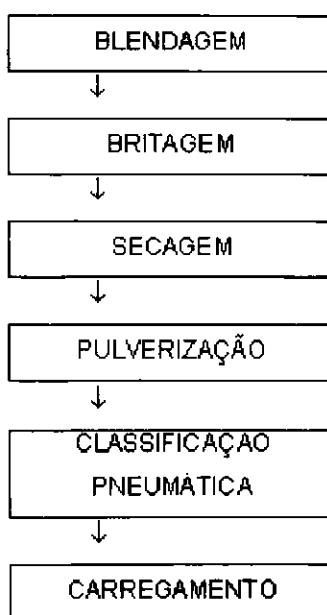 BLENDAGEM
↓
BRITAGEM
↓
SECAGEM
↓
PULVERIZAÇÃO
↓
CLASSIFICAÇÃO
PNEUMÁTICA
↓
CARREGAMENTO